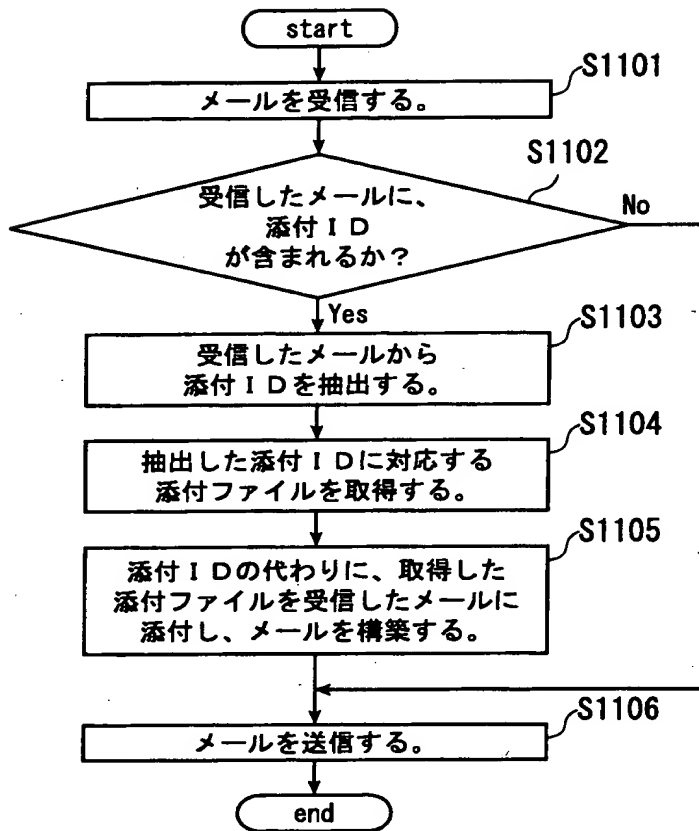 start
S1101
メールを受信する。
S1102
受信したメールに、
添付ＩＤ
が含まれるか？
No
Yes
S1103
受信したメールから
添付ＩＤを抽出する。
S1104
抽出した添付ＩＤに対応する
添付ファイルを取得する。
S1105
添付ＩＤの代わりに、取得した
添付ファイルを受信したメールに
添付し、メールを構築する。
S1106
メールを送信する。
end